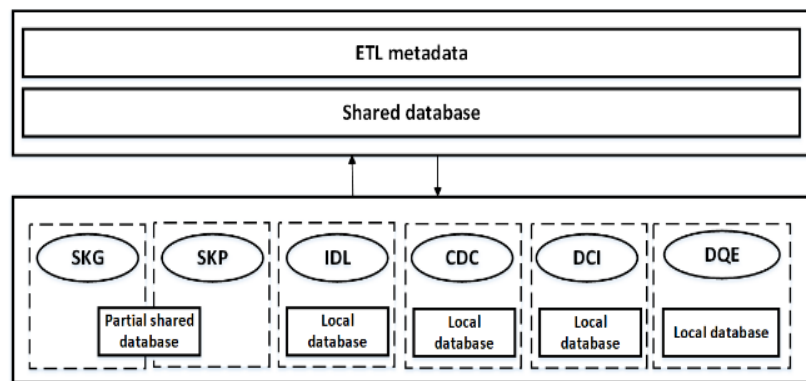 ETL metadata
Shared database
SKG
SKP
IDL
CDC
DCI
DQE
Partial shared
database
Local
database
Local
database
Local
database
Local database